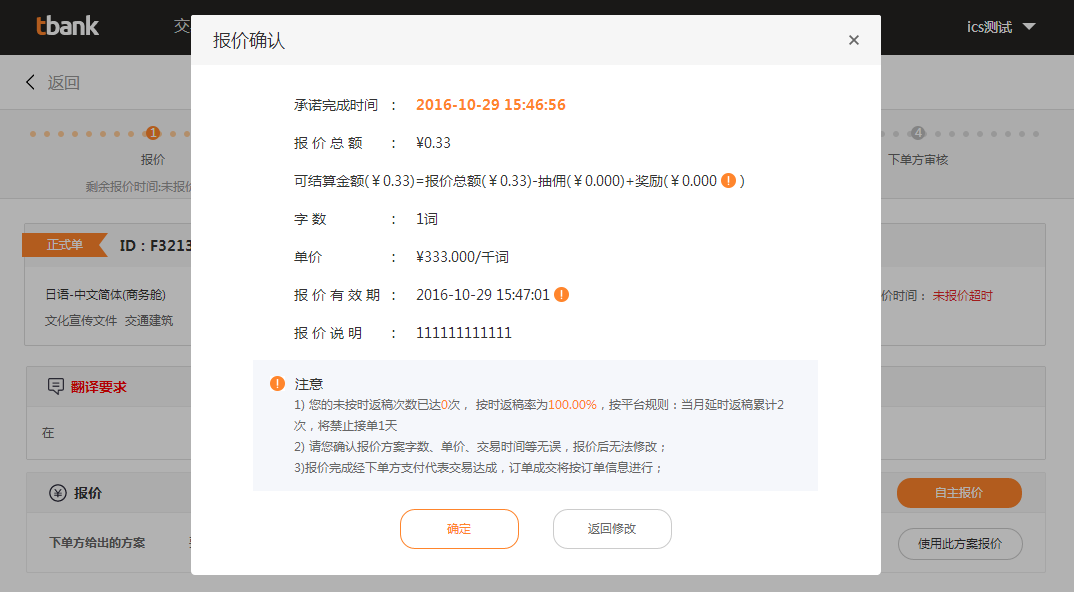 tbank
交
ics测试
返回
报价确认
×
承诺完成时间 : 2016-10-29 15:46:56
报价总额 : ¥0.33
可结算金额(￥0.33)=报价总额(￥0.33)-抽佣(￥0.000)+奖励(￥0.000 ! )
字数 : 1词
单价 : ¥333.000/千词
报价有效期 : 2016-10-29 15:47:01 !
报价说明 : 111111111111
! 注意
1) 您的未按时返稿次数已达0次， 按时返稿率为100.00%，按平台规则：当月延时返稿累计2
次，将禁止接单1天
2) 请您确认报价方案字数、单价、交易时间等无误，报价后无法修改；
3)报价完成经下单方支付代表交易达成，订单成交将按订单信息进行；
确定
返回修改
1
报价
剩余报价时间:未报价
4
下单方审核
正式单
ID：F3213
日语-中文简体(商务舱)
文化宣传文件 交通建筑
价时间： 未报价超时
翻译要求
在
¥ 报价
自主报价
下单方给出的方案
使用此方案报价